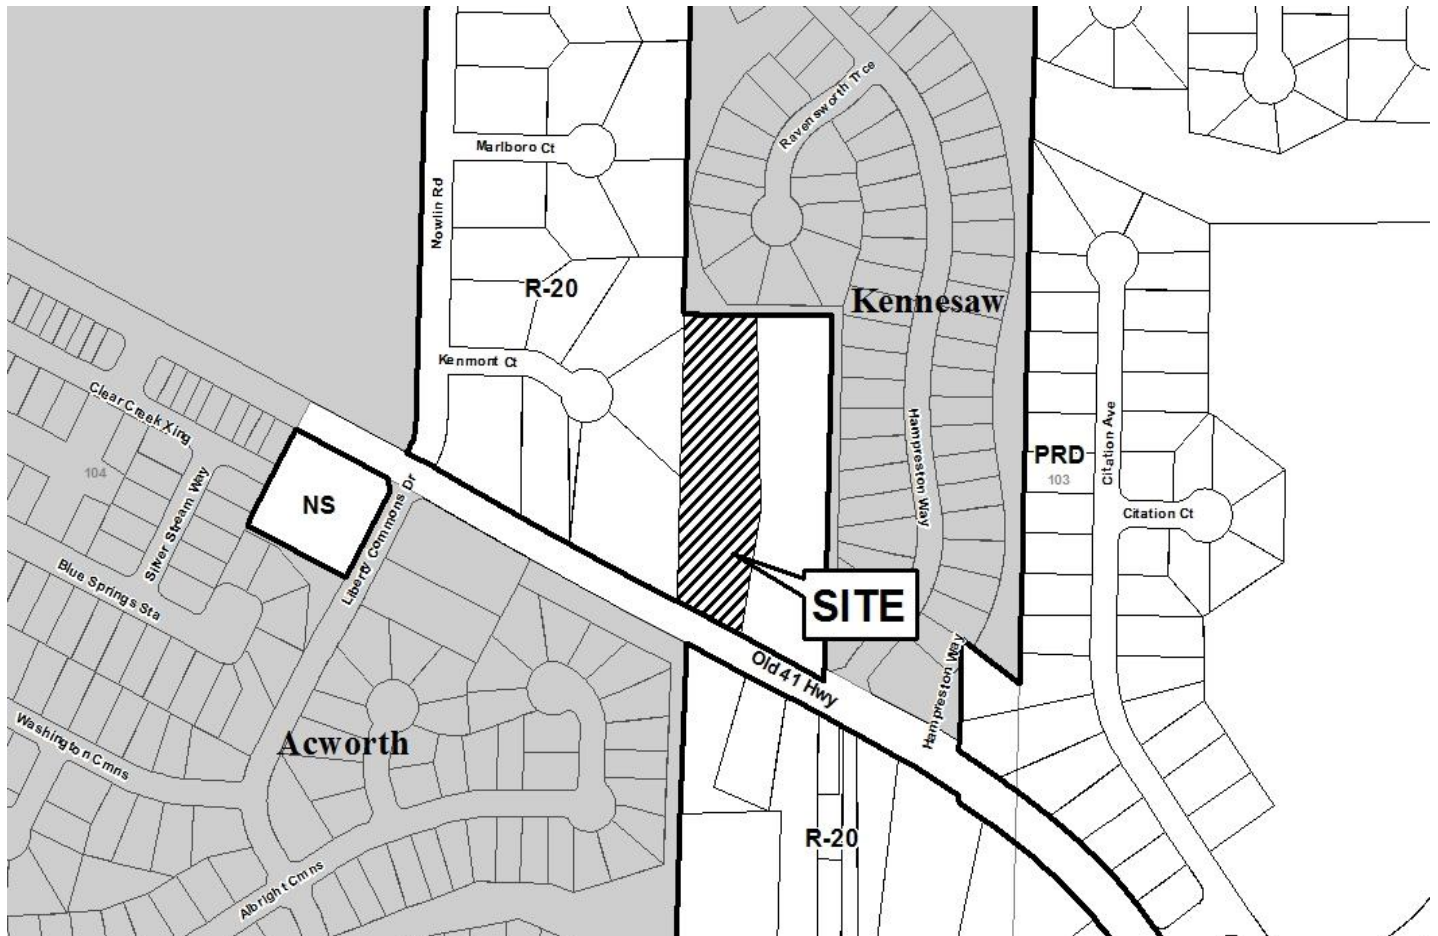 Ravensworth Trce
Marlboro Ct
Nowlin Rd
R-20
Kennesaw
Kenmont Ct
Clear Creek Xing
Hampreston Way
Citation Ave
PRD
103
104
Silver Stream Way
NS
Liberty Commons Dr
Citation Ct
Blue Springs Sta
SITE
Old 41 Hwy
Hampreston Way
Washington Cmns
Acworth
R-20
Albright Cmns